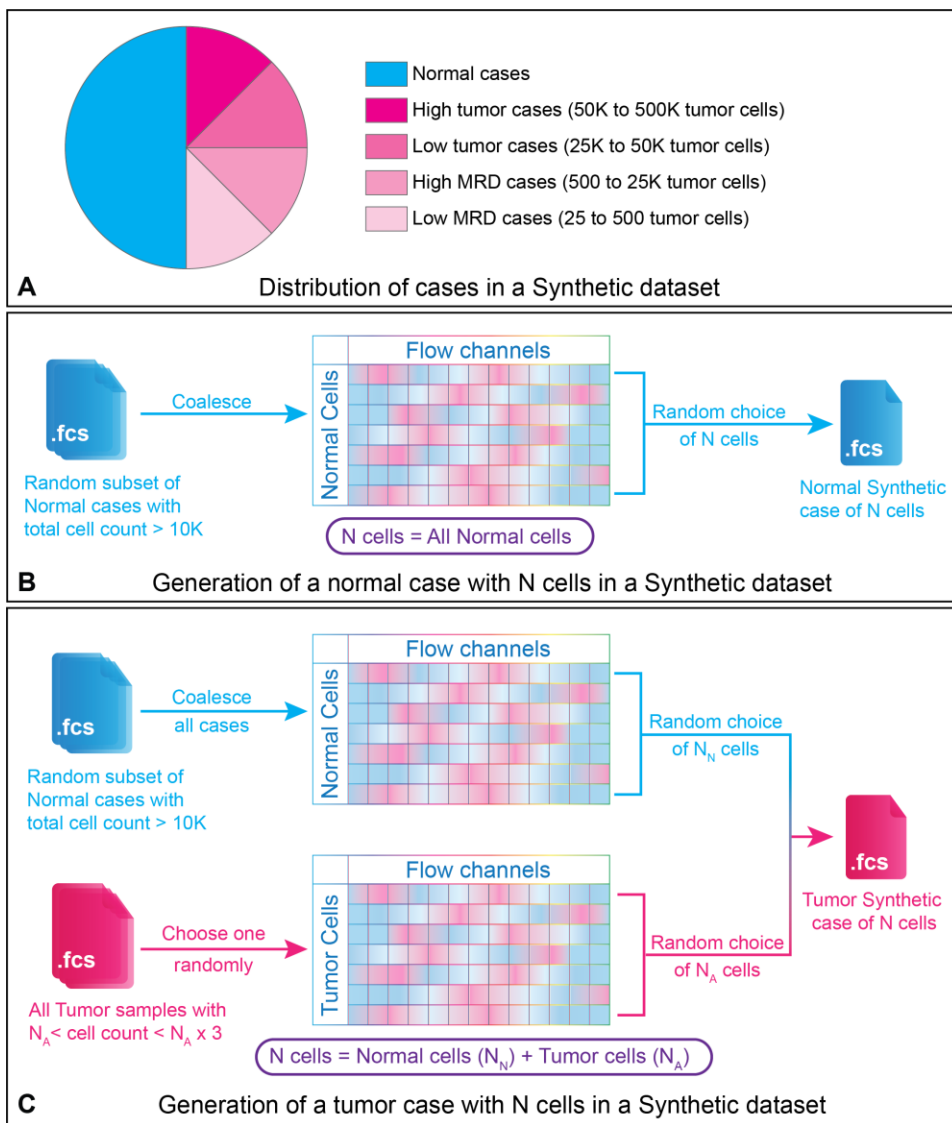 Normal cases
High tumor cases (50K to 500K tumor cells)
Low tumor cases (25K to 50K tumor cells)
High MRD cases (500 to 25K tumor cells)
Low MRD cases (25 to 500 tumor cells)
A
Distribution of cases in a Synthetic dataset
.fcs
Random subset of
Normal cases with
total cell count > 10K
Coalesce
Flow channels
Normal Cells
N cells = All Normal cells
Random choice
of N cells
.fcs
Normal Synthetic
case of N cells
B
Generation of a normal case with N cells in a Synthetic dataset
.fcs
Random subset of
Normal cases with
total cell count > 10K
Coalesce
all cases
Flow channels
Normal Cells
Random choice
of N_N cells
.fcs
All Tumor samples with
N_A< cell count < N_A x 3
Choose one
randomly
Flow channels
Tumor Cells
Random choice
of N_A cells
.fcs
Tumor Synthetic
case of N cells
N cells = Normal cells (N_N) + Tumor cells (N_A)
C
Generation of a tumor case with N cells in a Synthetic dataset